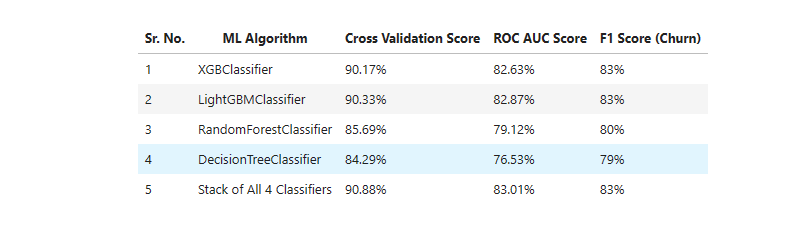 Sr. No. ML Algorithm Cross Validation Score ROC AUC Score F1 Score (Churn)
1 XGBClassifier 90.17% 82.63% 83%
2 LightGBMClassifier 90.33% 82.87% 83%
3 RandomForestClassifier 85.69% 79.12% 80%
4 DecisionTreeClassifier 84.29% 76.53% 79%
5 Stack of All 4 Classifiers 90.88% 83.01% 83%